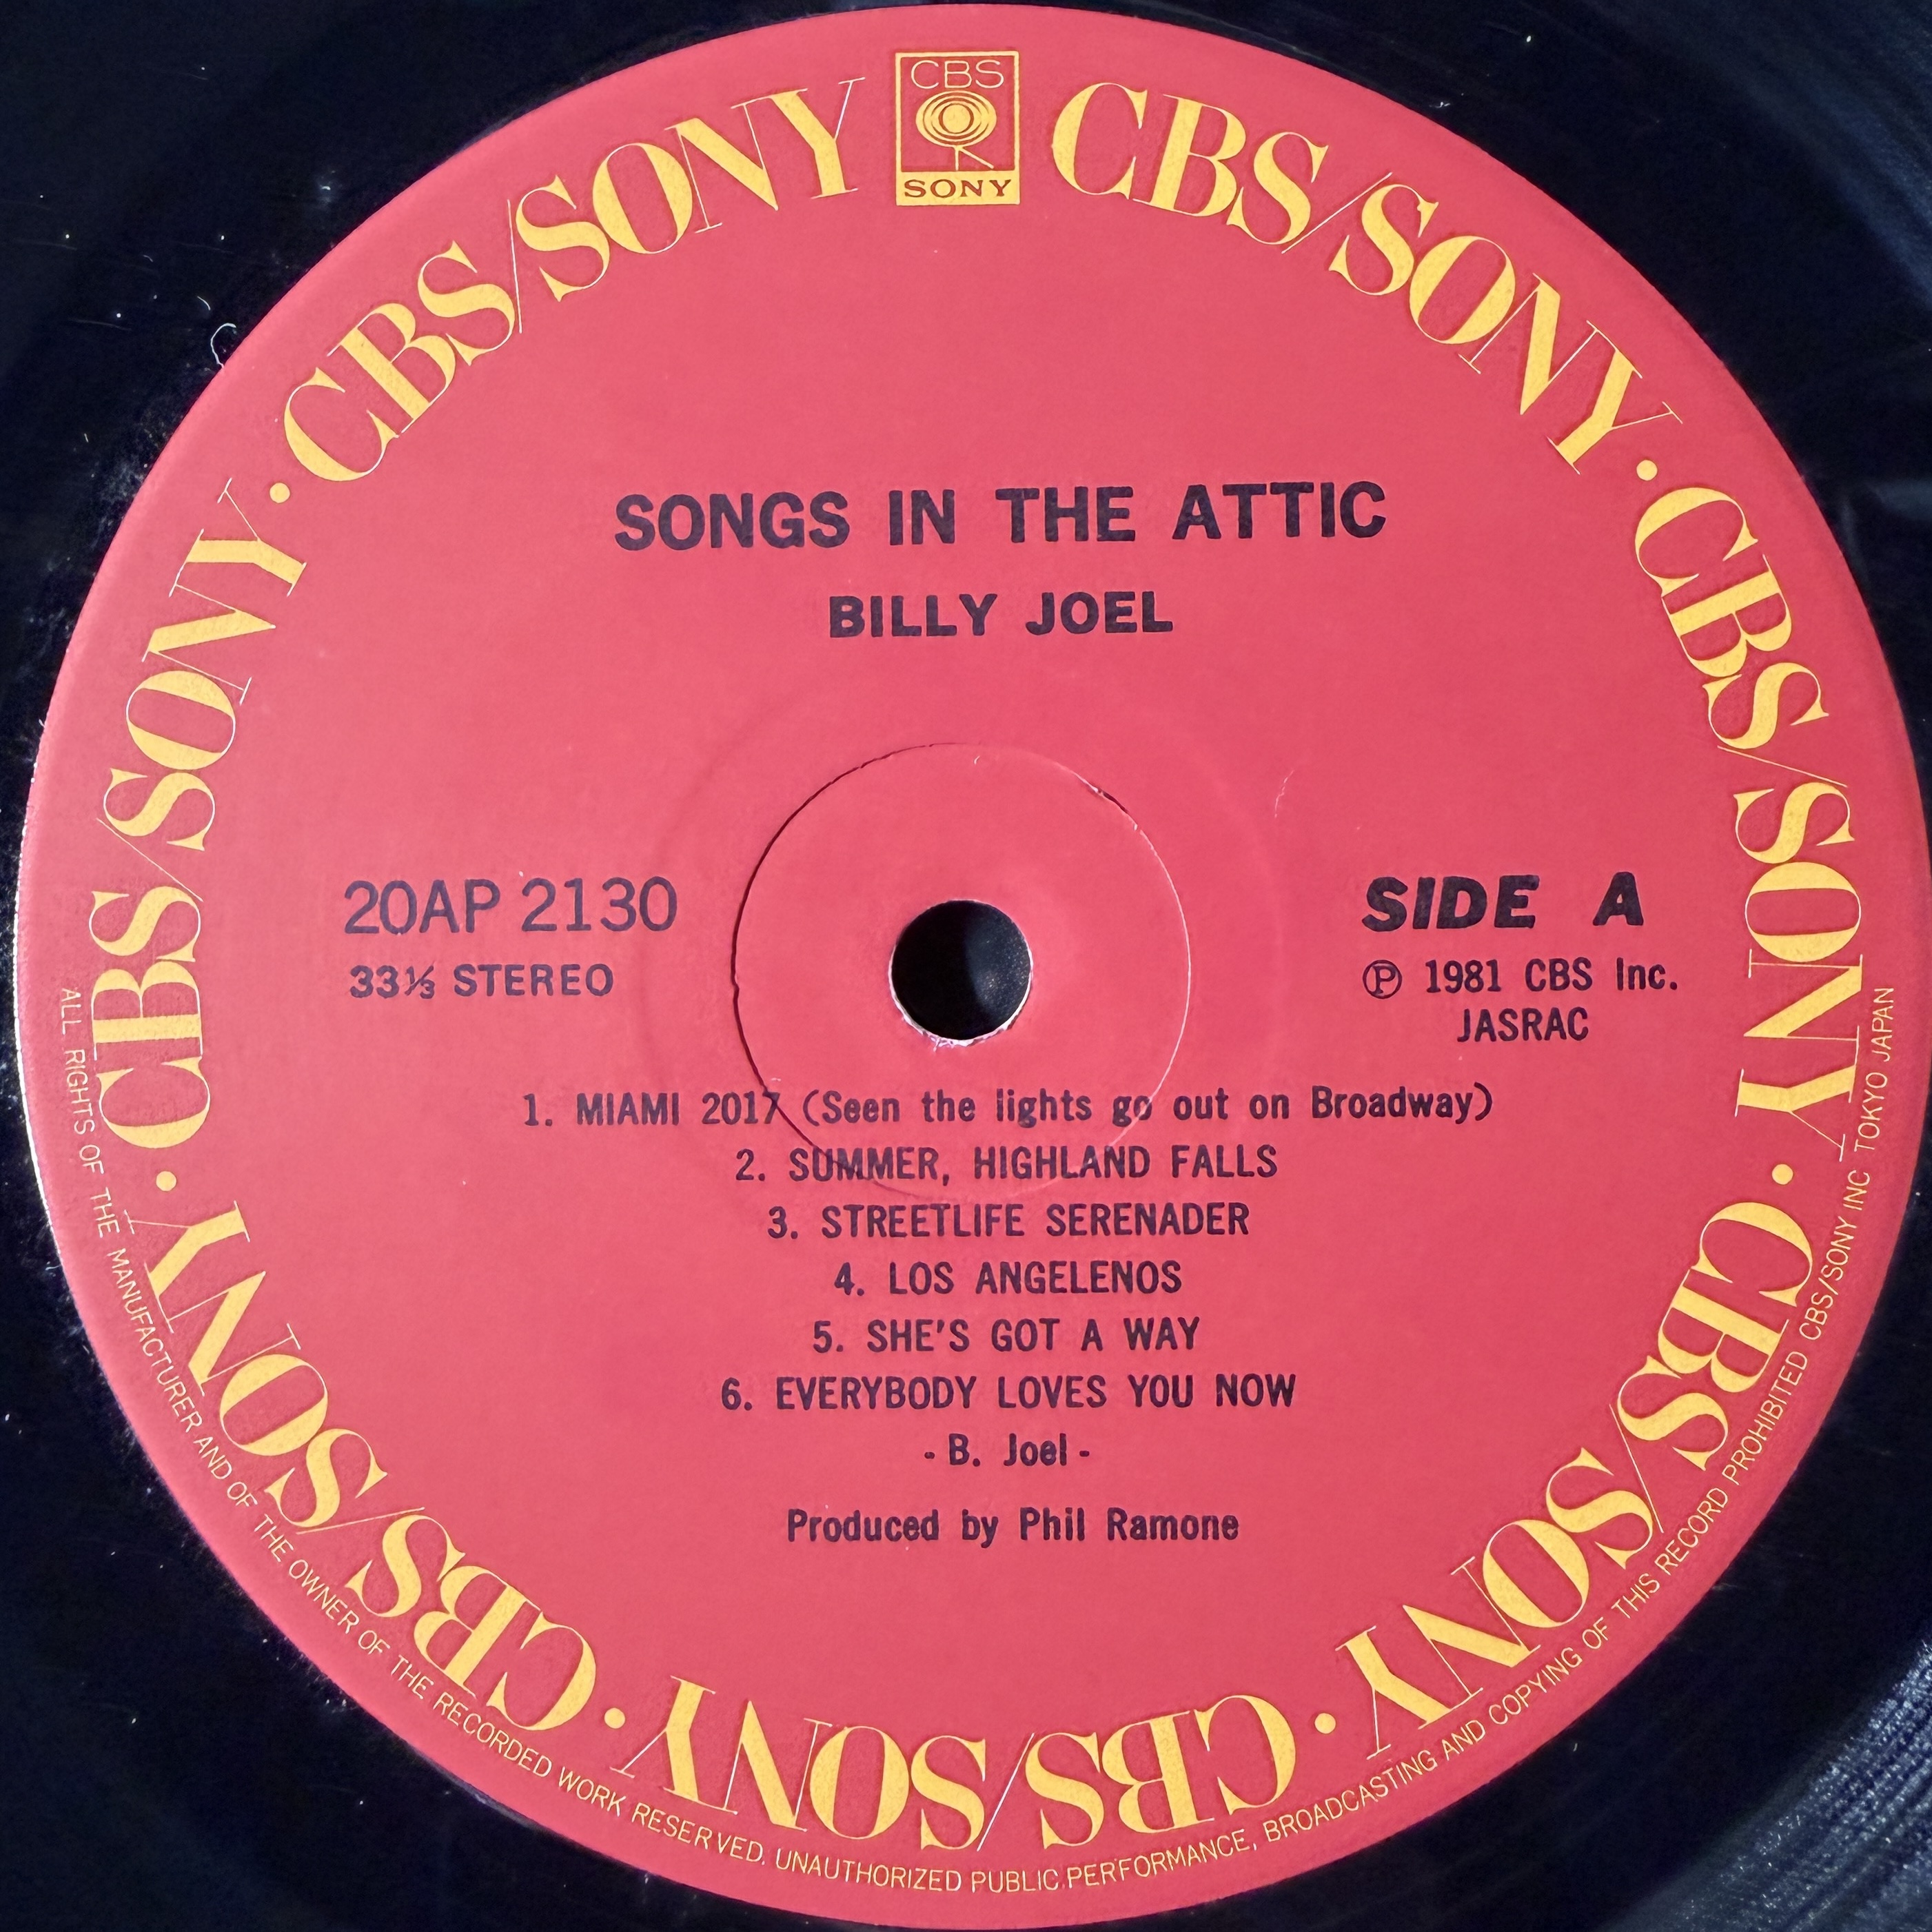 CBS
SONY
CBS/SONY · CBS/SONY · CBS/SONY · CBS/SONY · CBS/SONY · CBS/SONY · CBS/SONY
SONGS IN THE ATTIC
BILLY JOEL
20AP 2130
33⅓ STEREO
SIDE A
Ⓟ 1981 CBS Inc.
JASRAC
1. MIAMI 2017 (Seen the lights go out on Broadway)
2. SUMMER, HIGHLAND FALLS
3. STREETLIFE SERENADER
4. LOS ANGELENOS
5. SHE'S GOT A WAY
6. EVERYBODY LOVES YOU NOW
- B. Joel -
Produced by Phil Ramone
ALL RIGHTS OF THE MANUFACTURER AND OF THE OWNER OF THE RECORDED WORK RESERVED. UNAUTHORIZED PUBLIC PERFORMANCE, BROADCASTING AND COPYING OF THIS RECORD PROHIBITED CBS/SONY INC TOKYO JAPAN